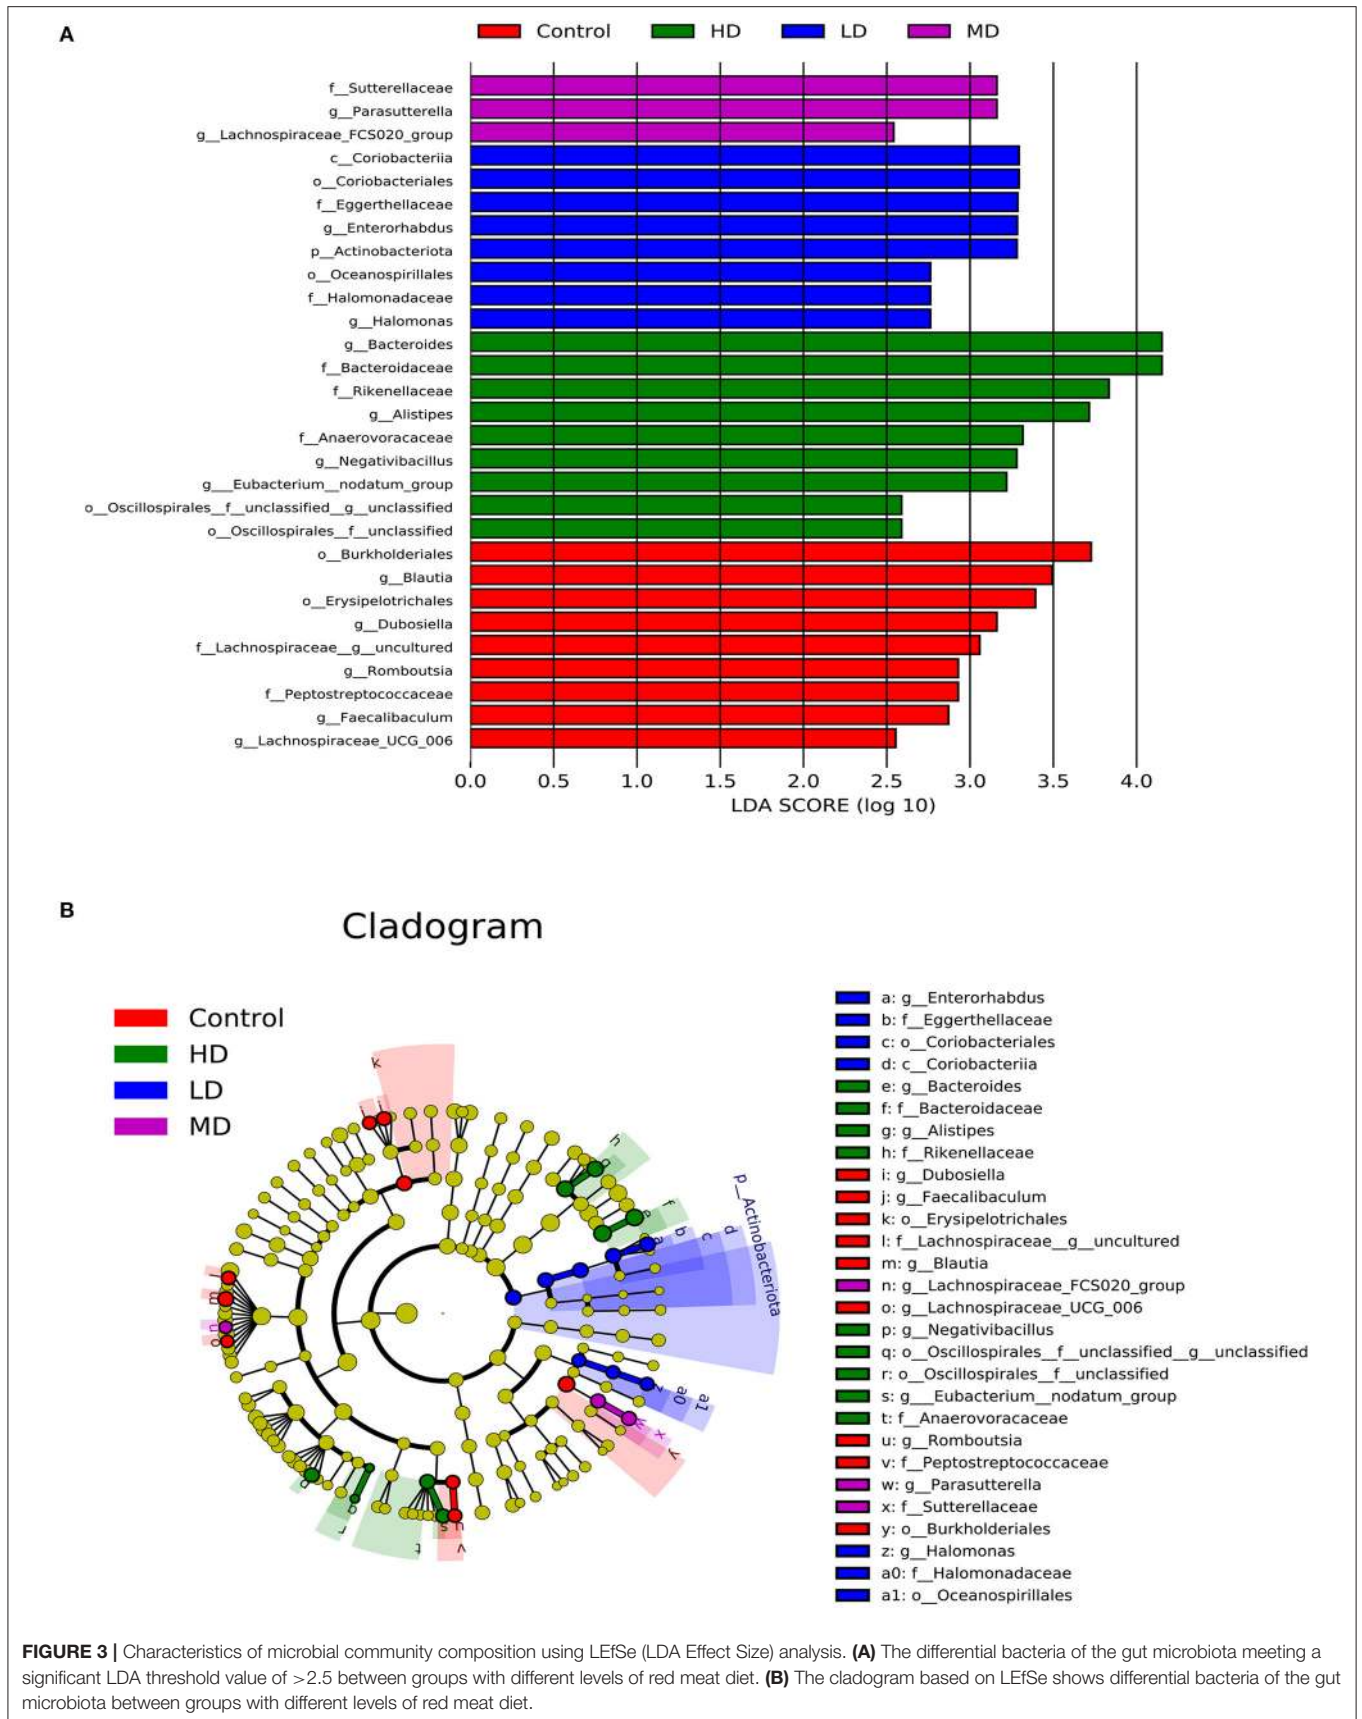 A
Control HD LD MD
f__Sutterellaceae
g__Parasutterella
g__Lachnospiraceae_FCS020_group
c__Coriobacteriia
o__Coriobacteriales
f__Eggerthellaceae
g__Enterorhabdus
p__Actinobacteriota
o__Oceanospirillales
f__Halomonadaceae
g__Halomonas
g__Bacteroides
f__Bacteroidaceae
f__Rikenellaceae
g__Alistipes
f__Anaerovoracaceae
g__Negativibacillus
g___Eubacterium__nodatum_group
o__Oscillospirales__f__unclassified__g__unclassified
o__Oscillospirales__f__unclassified
o__Burkholderiales
g__Blautia
o__Erysipelotrichales
g__Dubosiella
f__Lachnospiraceae__g__uncultured
g__Romboutsia
f__Peptostreptococcaceae
g__Faecalibaculum
g__Lachnospiraceae_UCG_006
0.0 0.5 1.0 1.5 2.0 2.5 3.0 3.5 4.0
LDA SCORE (log 10)
B
Cladogram
Control
HD
LD
MD
k
h
g
f
e
p__Actinobacteriota
d
c
b
a
l
m
n
o
z
a0
a1
w
x
y
p
q
r
s
t
u
v
a: g__Enterorhabdus
b: f__Eggerthellaceae
c: o__Coriobacteriales
d: c__Coriobacteriia
e: g__Bacteroides
f: f__Bacteroidaceae
g: g__Alistipes
h: f__Rikenellaceae
i: g__Dubosiella
j: g__Faecalibaculum
k: o__Erysipelotrichales
l: f__Lachnospiraceae__g__uncultured
m: g__Blautia
n: g__Lachnospiraceae_FCS020_group
o: g__Lachnospiraceae_UCG_006
p: g__Negativibacillus
q: o__Oscillospirales__f__unclassified__g__unclassified
r: o__Oscillospirales__f__unclassified
s: g___Eubacterium__nodatum_group
t: f__Anaerovoracaceae
u: g__Romboutsia
v: f__Peptostreptococcaceae
w: g__Parasutterella
x: f__Sutterellaceae
y: o__Burkholderiales
z: g__Halomonas
a0: f__Halomonadaceae
a1: o__Oceanospirillales
FIGURE 3 | Characteristics of microbial community composition using LEfSe (LDA Effect Size) analysis. (A) The differential bacteria of the gut microbiota meeting a
significant LDA threshold value of >2.5 between groups with different levels of red meat diet. (B) The cladogram based on LEfSe shows differential bacteria of the gut
microbiota between groups with different levels of red meat diet.